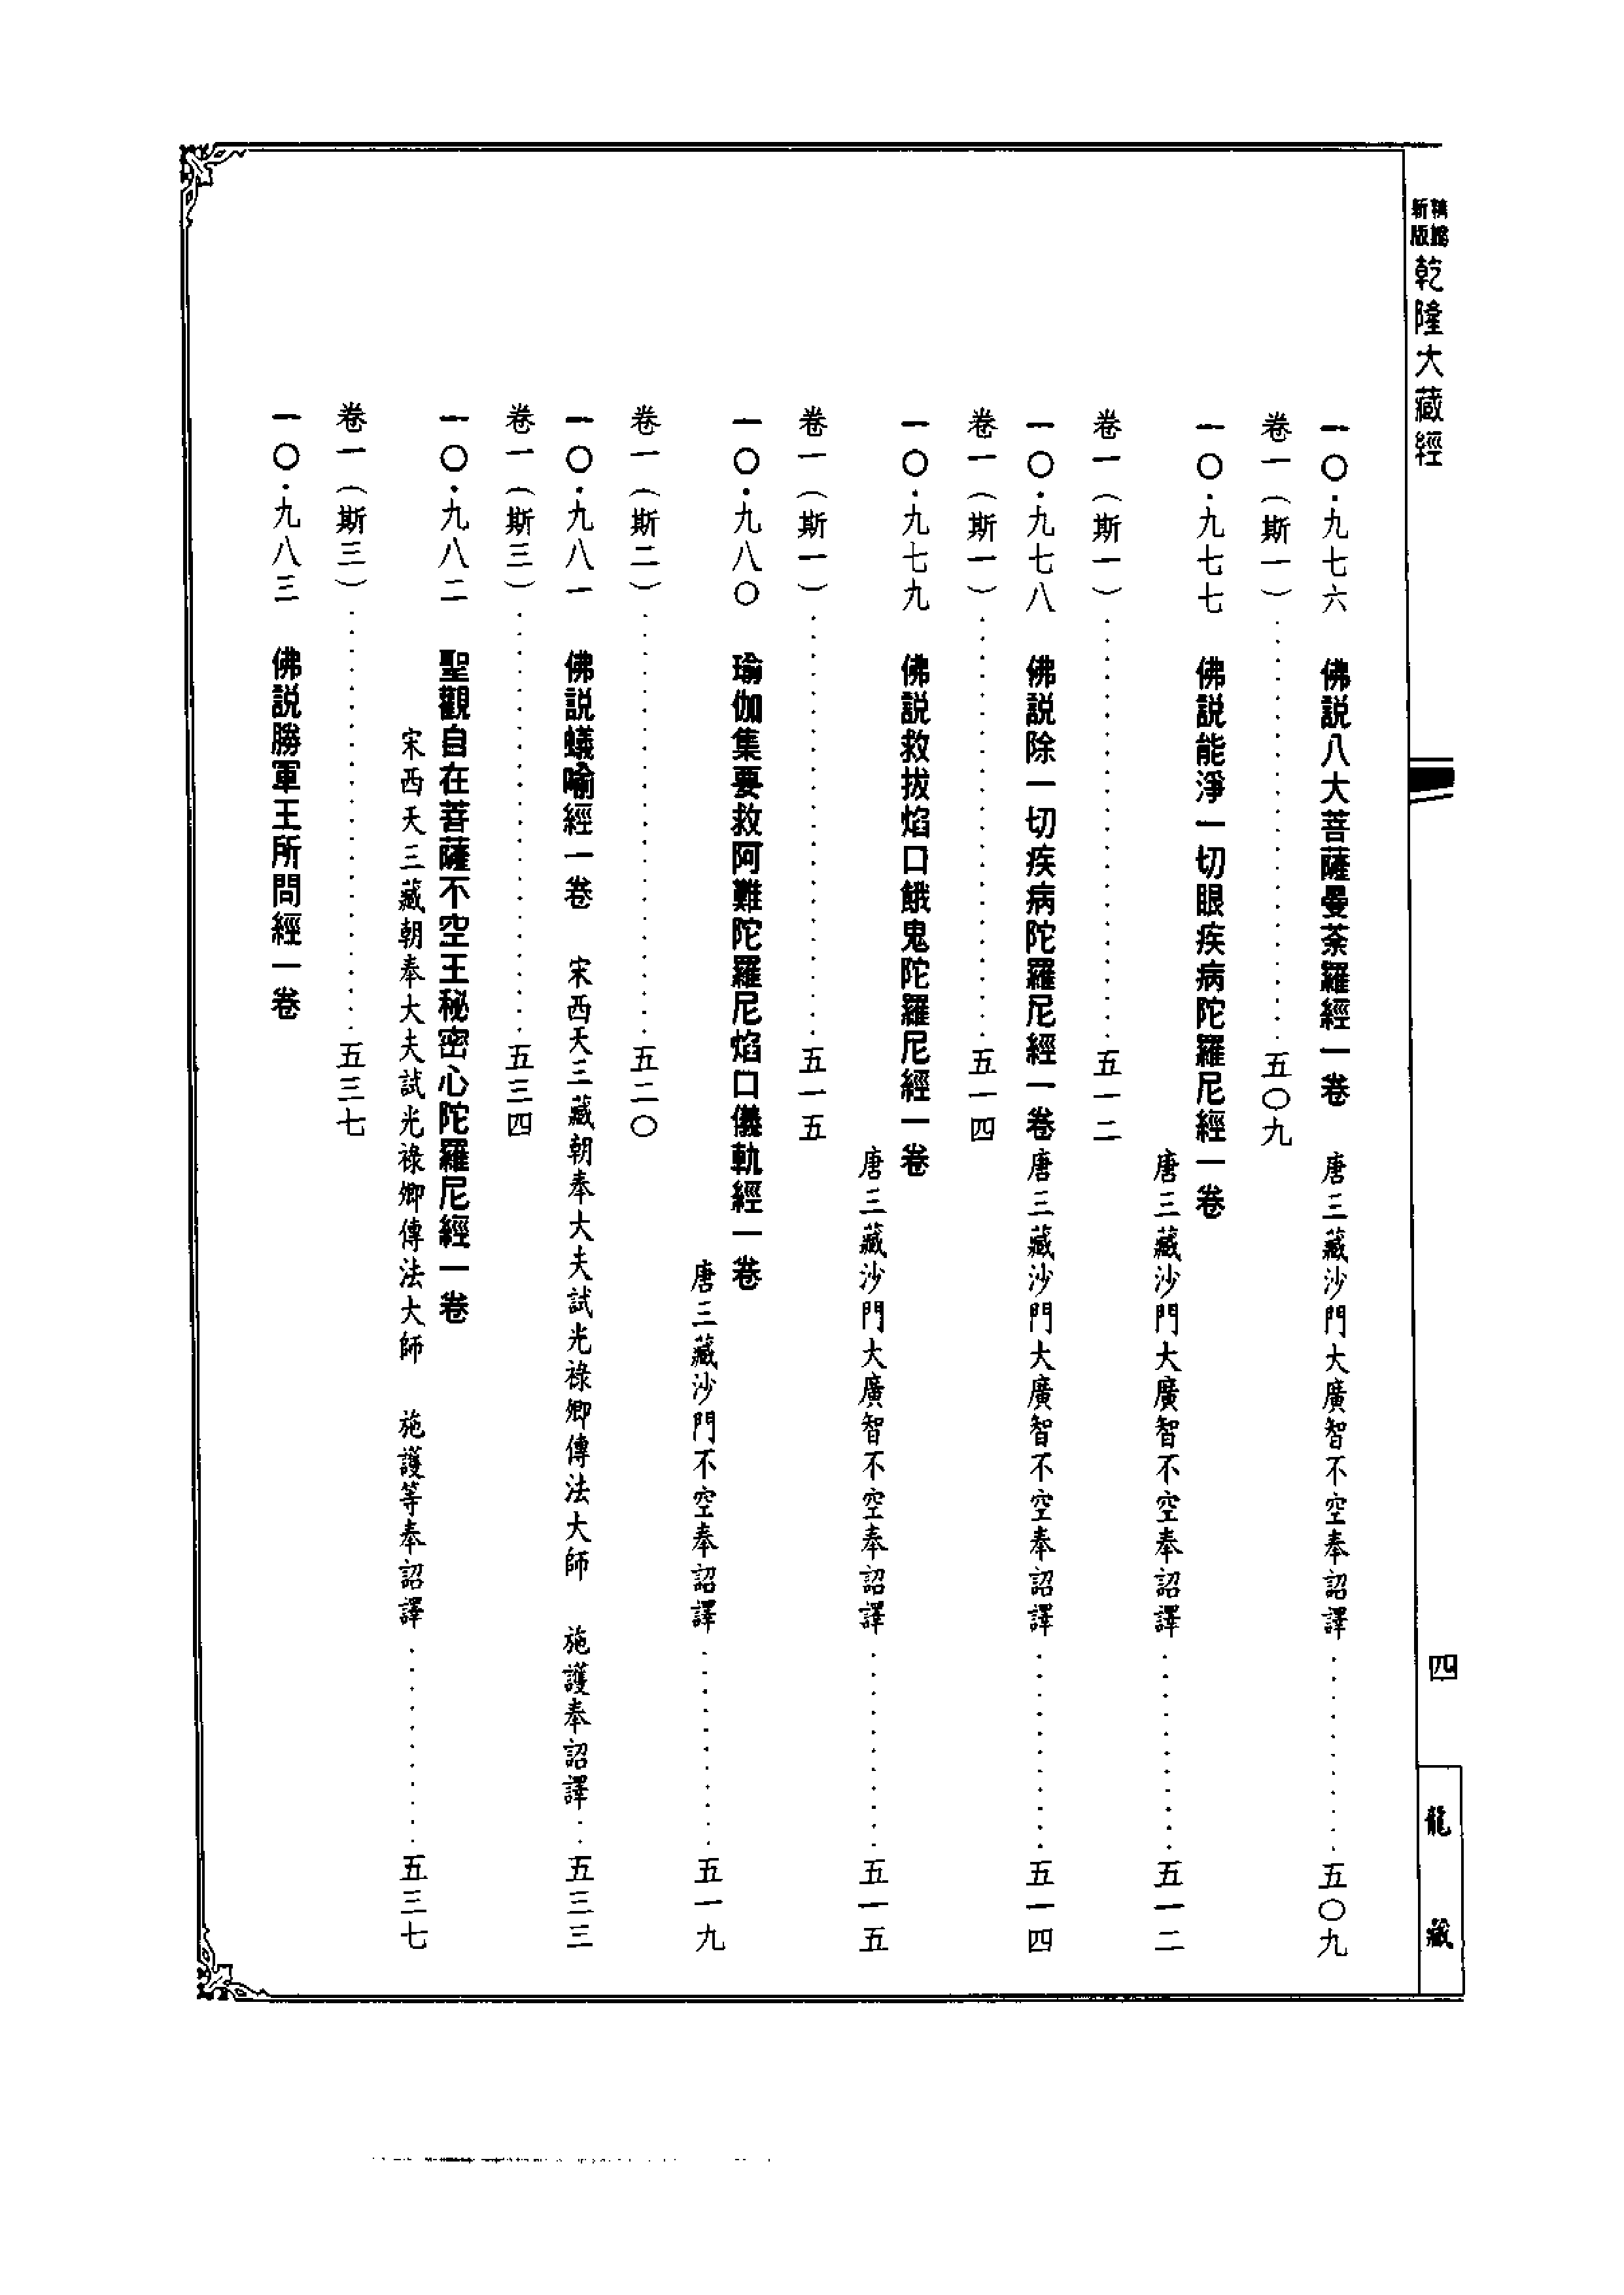 新版
乾隆大藏經
四
龍藏
一〇·九七六 佛説八大菩薩曼荼羅經一卷 唐三藏沙門大廣智不空奉詔譯··········五〇九
卷一（斯一）··········五〇九
一〇·九七七 佛説能淨一切眼疾病陀羅尼經一卷
唐三藏沙門大廣智不空奉詔譯··········五一二
卷一（斯一）··········五一二
一〇·九七八 佛説除一切疾病陀羅尼經一卷 唐三藏沙門大廣智不空奉詔譯··········五一四
卷一（斯一）··········五一四
一〇·九七九 佛説救拔焰口餓鬼陀羅尼經一卷
唐三藏沙門大廣智不空奉詔譯··········五一五
卷一（斯一）··········五一五
一〇·九八〇 瑜伽集要救阿難陀羅尼焰口儀軌經一卷
唐三藏沙門不空奉詔譯··········五一九
卷一（斯二）··········五二〇
一〇·九八一 佛説蟻喻經一卷 宋西天三藏朝奉大夫試光祿卿傳法大師 施護奉詔譯··五三三
卷一（斯三）··········五三四
一〇·九八二 聖觀自在菩薩不空王秘密心陀羅尼經一卷
宋西天三藏朝奉大夫試光祿卿傳法大師 施護等奉詔譯··········五三七
卷一（斯三）··········五三七
一〇·九八三 佛説勝軍王所問經一卷